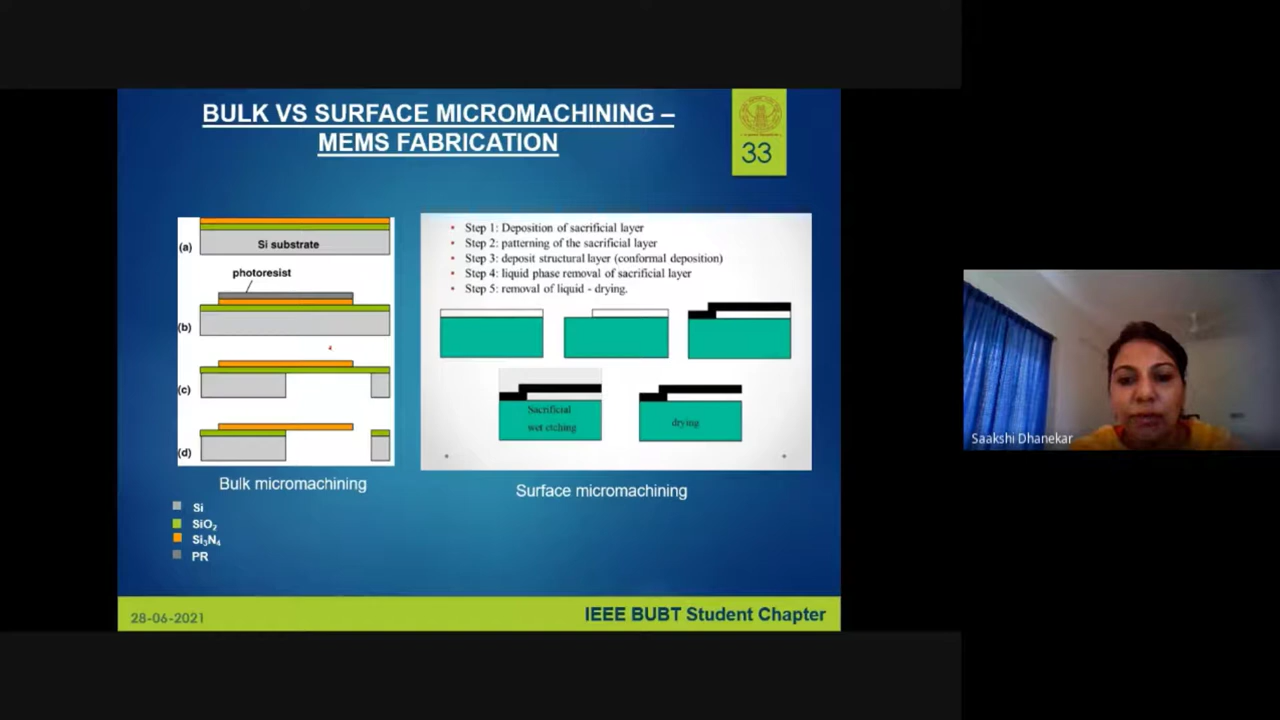 BULK VS SURFACE MICROMACHINING –
MEMS FABRICATION
33
(a)
Si substrate
photoresist
(b)
(c)
(d)
Bulk micromachining
Si
SiO₂
Si₃N₄
PR
• Step 1: Deposition of sacrificial layer
• Step 2: patterning of the sacrificial layer
• Step 3: deposit structural layer (conformal deposition)
• Step 4: liquid phase removal of sacrificial layer
• Step 5: removal of liquid - drying.
Sacrificial
wet etching
drying
Surface micromachining
28-06-2021
IEEE BUBT Student Chapter
Saakshi Dhanekar